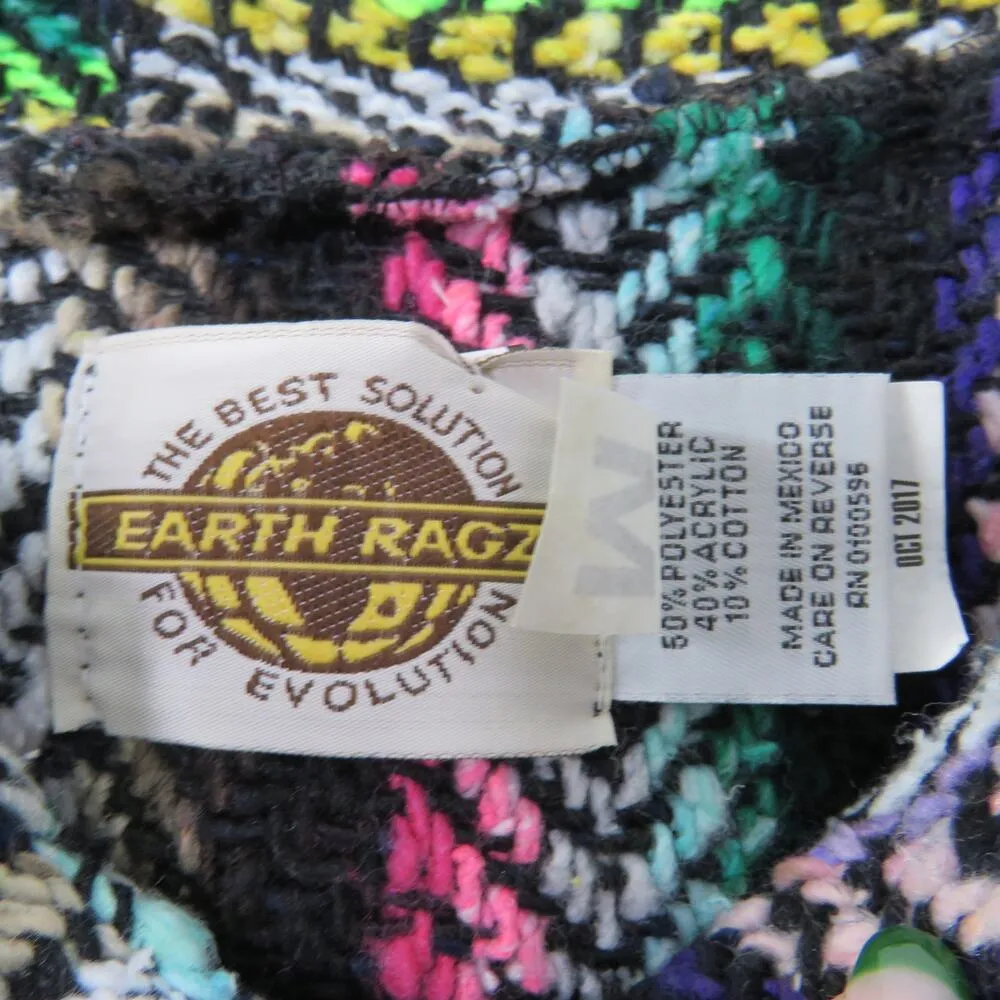 THE BEST SOLUTION
EARTH RAGZ
FOR EVOLUTION
M
50% POLYESTER
40% ACRYLIC
10% COTTON
MADE IN MEXICO
CARE ON REVERSE
RN 0100596
OCT 2017